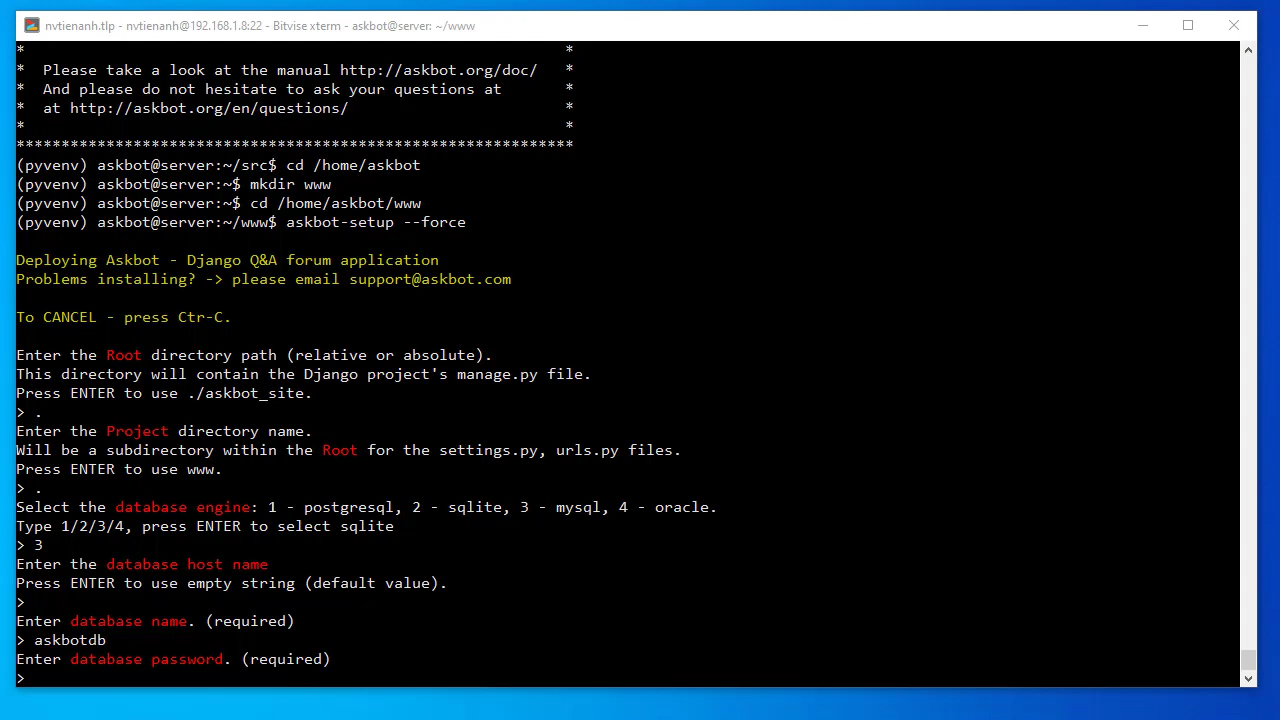 nvtienanh.tlp - nvtienanh@192.168.1.8:22 - Bitvise xterm - askbot@server: ~/www
*                                                            *
*  Please take a look at the manual http://askbot.org/doc/   *
*  And please do not hesitate to ask your questions at       *
*  at http://askbot.org/en/questions/                        *
*                                                            *
**************************************************************
(pyvenv) askbot@server:~/src$ cd /home/askbot
(pyvenv) askbot@server:~$ mkdir www
(pyvenv) askbot@server:~$ cd /home/askbot/www
(pyvenv) askbot@server:~/www$ askbot-setup --force
Deploying Askbot - Django Q&A forum application
Problems installing? -> please email support@askbot.com
To CANCEL - press Ctr-C.
Enter the Root directory path (relative or absolute).
This directory will contain the Django project's manage.py file.
Press ENTER to use ./askbot_site.
> .
Enter the Project directory name.
Will be a subdirectory within the Root for the settings.py, urls.py files.
Press ENTER to use www.
> .
Select the database engine: 1 - postgresql, 2 - sqlite, 3 - mysql, 4 - oracle.
Type 1/2/3/4, press ENTER to select sqlite
> 3
Enter the database host name
Press ENTER to use empty string (default value).
>
Enter database name. (required)
> askbotdb
Enter database password. (required)
>